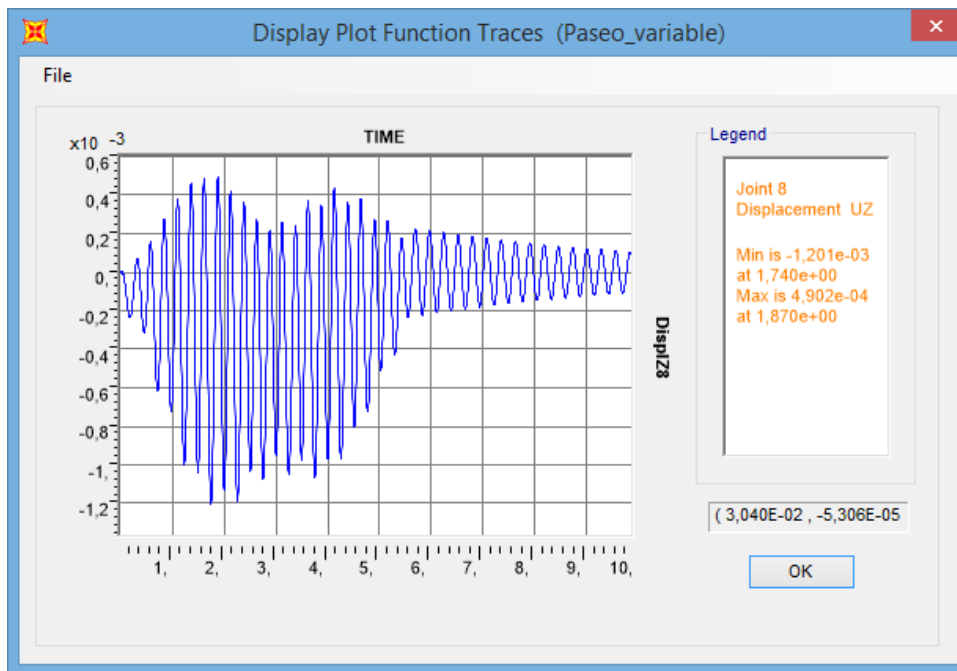 Display Plot Function Traces (Paseo_variable)
File
TIME
Legend
x10 -3
0,6
0,4
0,2
0,
-0,2
-0,4
-0,6
-0,8
-1,
-1,2
DisplZ8
1, 2, 3, 4, 5, 6, 7, 8, 9, 10,
Joint 8
Displacement UZ
Min is -1,201e-03
at 1,740e+00
Max is 4,902e-04
at 1,870e+00
( 3,040E-02 , -5,306E-05
OK